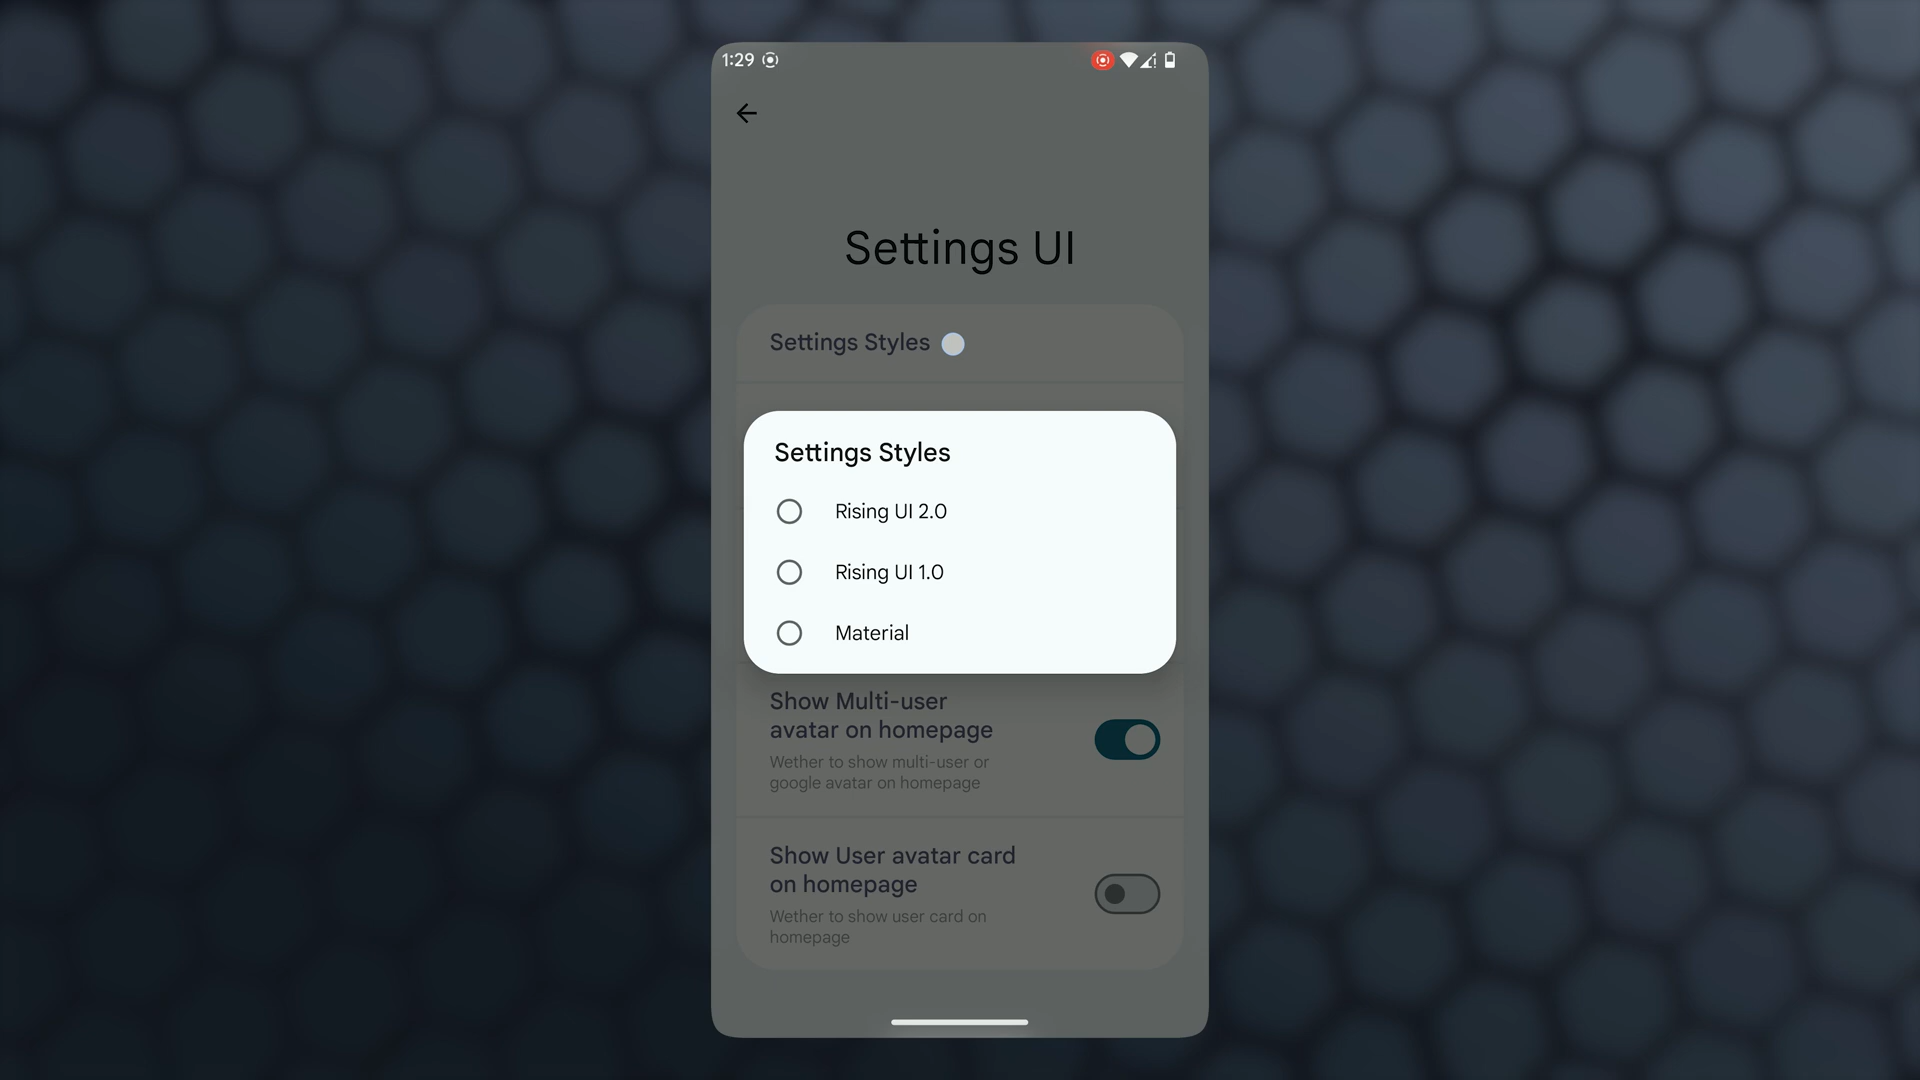 1:29
Settings UI
Settings Styles
Settings Styles
Rising UI 2.0
Rising UI 1.0
Material
Show Multi-user
avatar on homepage
Wether to show multi-user or
google avatar on homepage
Show User avatar card
on homepage
Wether to show user card on
homepage